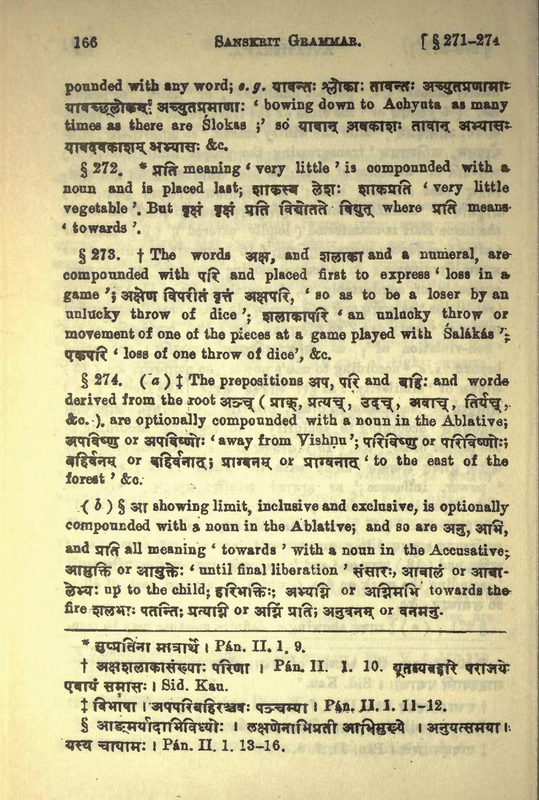 166 SANSKRIT GRAMMAR. [ § 271-274
pounded with any word; e. g. यावन्तः श्लोकाः तावन्तः अच्युतप्रणामाः
यावच्छ्लोकम् अच्युतप्रमाणाः ‘ bowing down to Achyuta as many
times as there are Ślokas ;’ so यावान् अवकाशः तावान् अभ्यासः
यावदवकाशम् अभ्यासः &c.
§ 272. * प्रति meaning ‘ very little ’ is compounded with a
noun and is placed last; शाकस्य लेशः शाकप्रति ‘ very little
vegetable ’. But वृक्षं वृक्षं प्रति विद्योतते विद्युत् where प्रति means
‘ towards ’.
§ 273. † The words अक्ष, and शलाका and a numeral, are
compounded with परि and placed first to express ‘ loss in a
game ’; अक्षेण विपरीतं वृत्तं अक्षपरि, ‘ so as to be a loser by an
unlucky throw of dice ’; शलाकापरि ‘ an unlucky throw or
movement of one of the pieces at a game played with Śalákás ’;
एकपरि ‘ loss of one throw of dice’, &c.
§ 274. ( a ) ‡ The prepositions अप, परि and बहिः and words
derived from the root अञ्च् ( प्राक्, प्रत्यच्, उदच्, अवाच्, तिर्यच्,
&c. ). are optionally compounded with a noun in the Ablative;
अपविष्णु or अपविष्णोः ‘ away from Vishṇu ’; परिविष्णु or परिविष्णोः;
बहिर्वनम् or बहिर्वनात्; प्राग्वनम् or प्राग्वनात् ‘ to the east of the
forest ’ &c.
( b ) § आ showing limit, inclusive and exclusive, is optionally
compounded with a noun in the Ablative; and so are अनु, अभि,
and प्रति all meaning ‘ towards ’ with a noun in the Accusative;
आमुक्ति or आमुक्तेः ‘ until final liberation ’ संसारः, आबालं or आबा-
लेभ्यः up to the child; हरिभक्तिः; अभ्यग्नि or अग्निमभि towards the
fire शलभाः पतन्ति; प्रत्यग्नि or अग्निं प्रति; अनुवनम् or वनमनु.
* सुप्प्रतिना मात्रार्थे । Pán. II. 1. 9.
† अक्षशलाकासंख्याः परिणा । Pán. II. 1. 10. द्यूतव्यवहारे पराजये
एवायं समासः । Sid. Kau.
‡ विभाषा । अपपरिबहिरञ्चवः पञ्चम्या । Pán. II. 1. 11-12.
§ आङ्मर्यादाभिविध्योः । लक्षणेनाभिप्रती आभिमुख्ये । अनुर्यत्समया ।
यस्य चायामः । Pán. II. 1. 13-16.